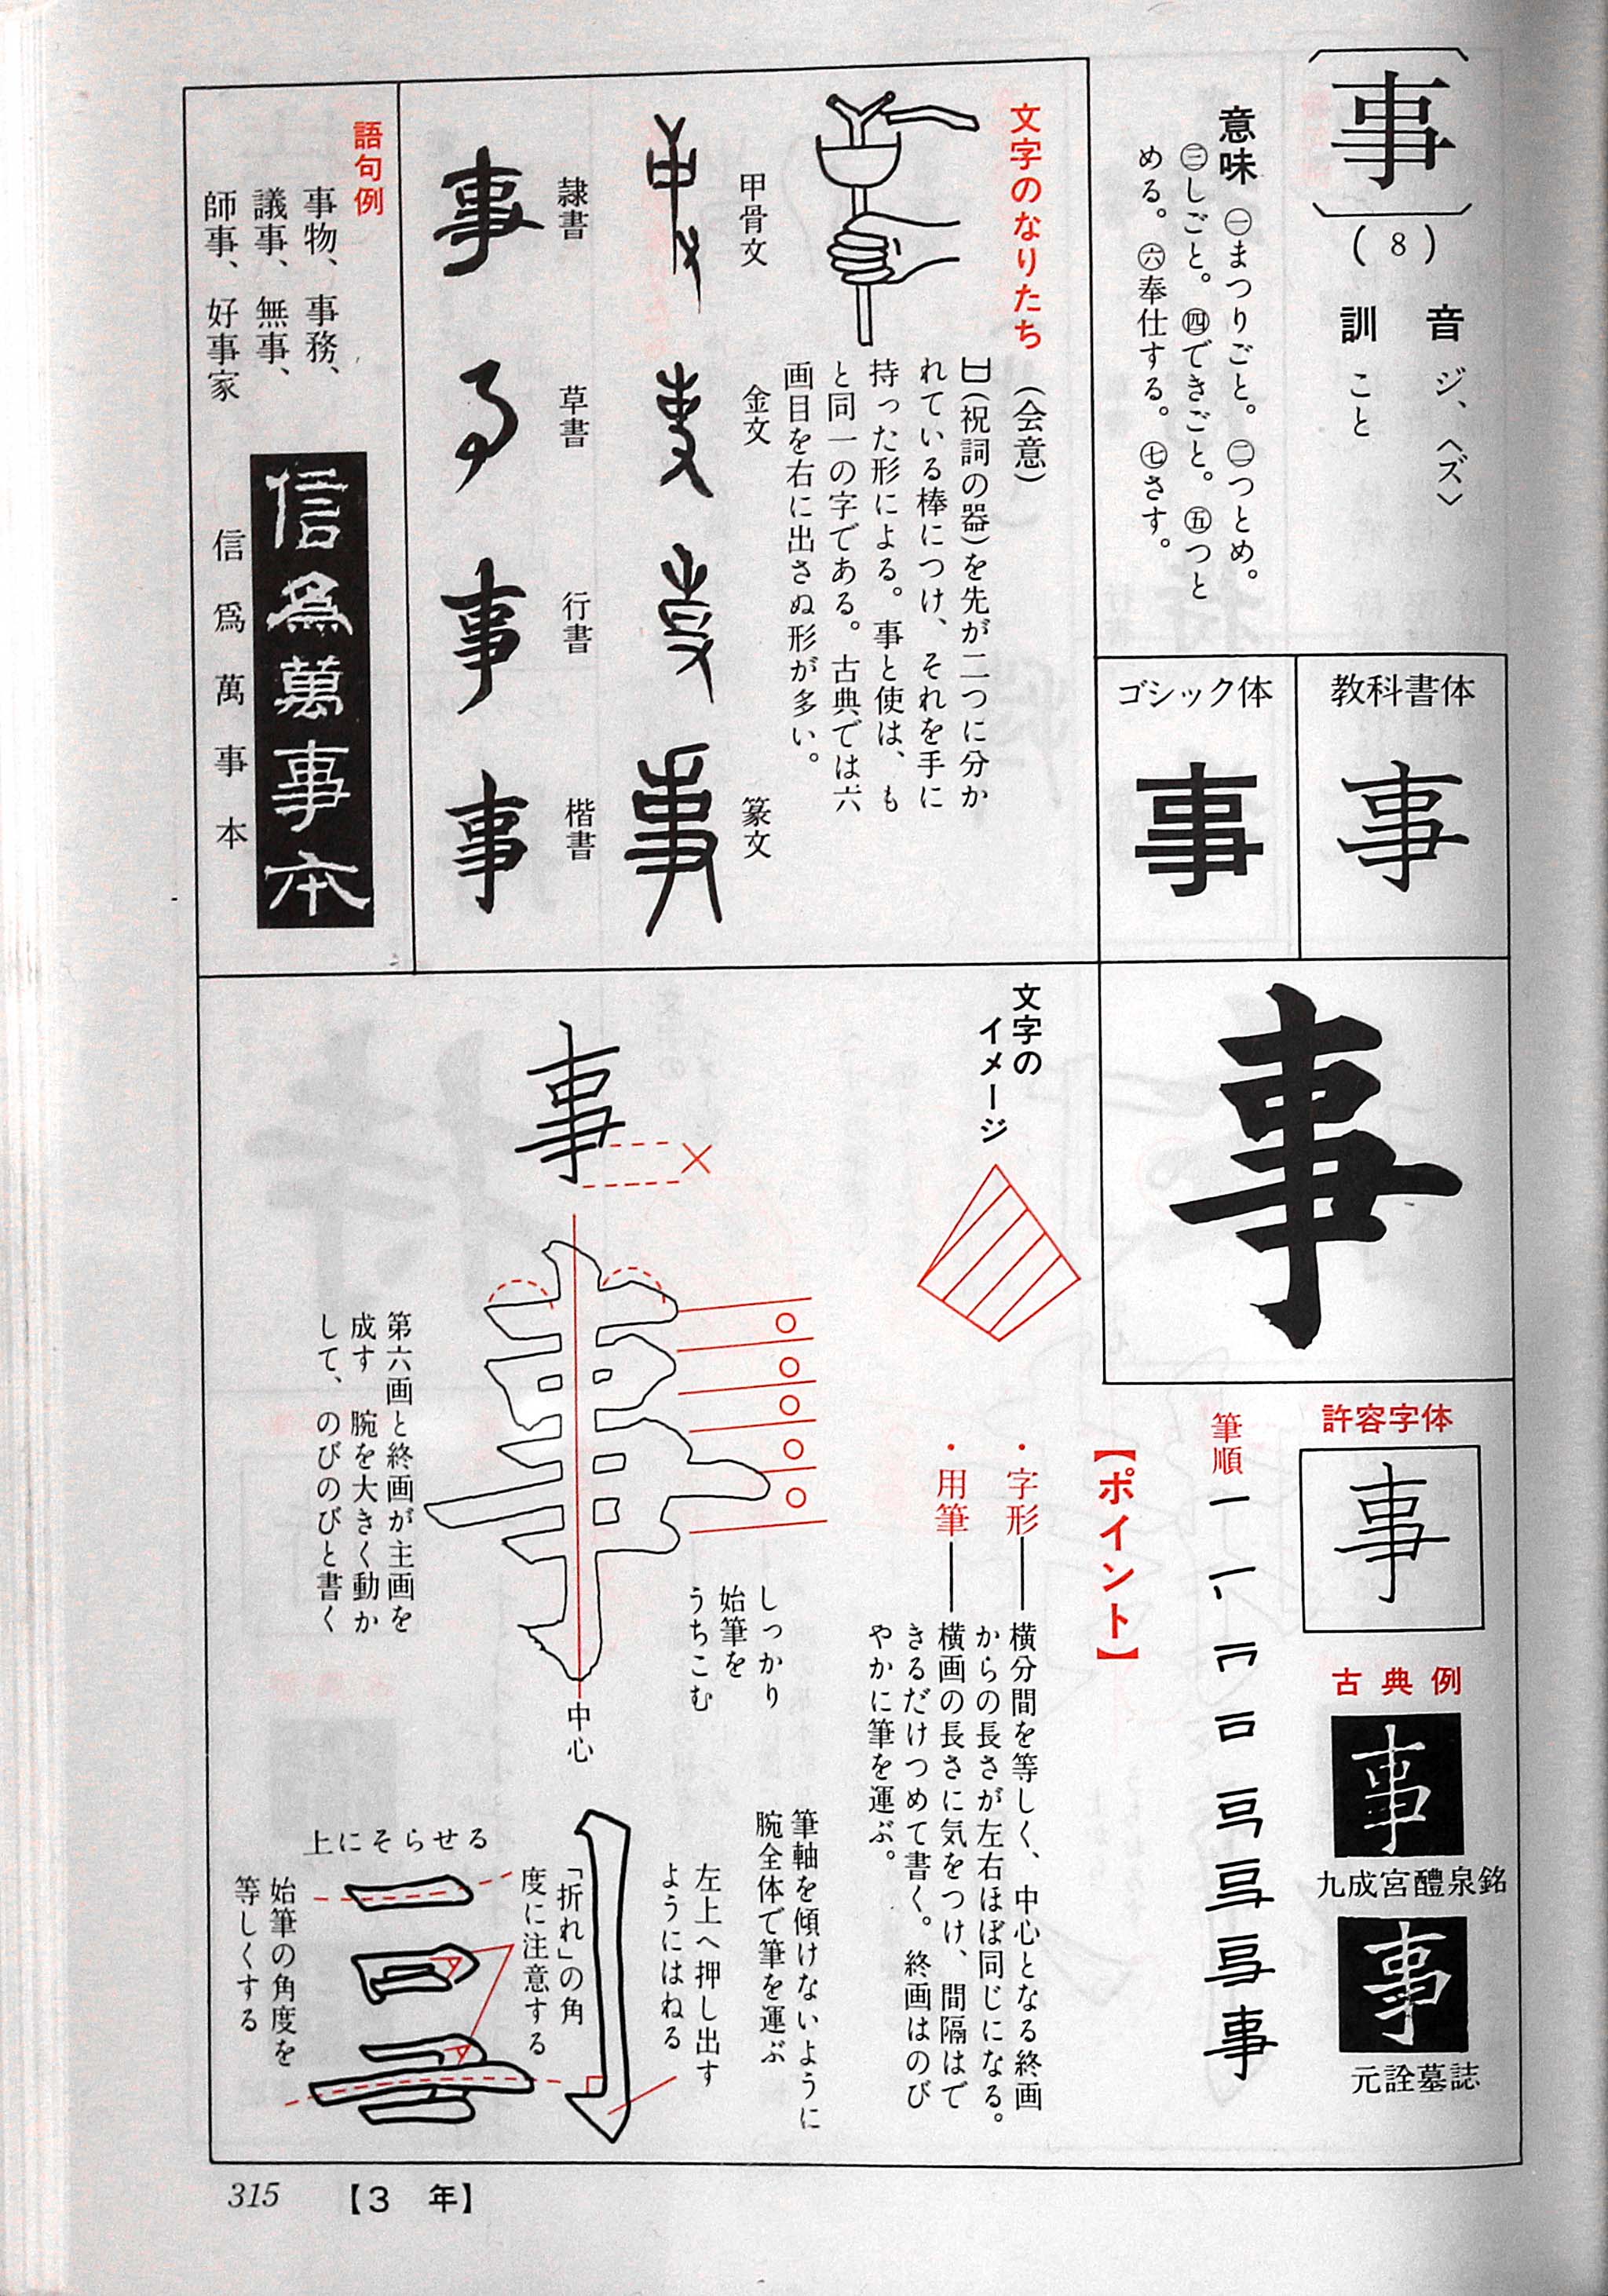 〔事〕(8)
音 ジ、〈ズ〉
訓 こと
意味 ㊀まつりごと。㊁つとめ。
㊂しごと。㊃できごと。㊄つと
める。㊅奉仕する。㊆さす。
教科書体
事
ゴシック体
事
文字のなりたち
(会意)
(祝詞の器)を先が二つに分か
れている棒につけ、それを手に
持った形による。事と使は、も
と同一の字である。古典では六
画目を右に出さぬ形が多い。
甲骨文
金文
篆文
隷書
事
草書
事
行書
事
楷書
事
語句例
事物、事務、
議事、無事、
師事、好事家
信爲萬事本
信爲萬事本
事
許容字体
事
古典例
事
九成宮醴泉銘
事
元詮墓誌
筆順
事
【ポイント】
・字形―横分間を等しく、中心となる終画
からの長さが左右ほぼ同じになる。
・用筆―横画の長さに気をつけ、間隔はで
きるだけつめて書く。終画はのび
やかに筆を運ぶ。
文字の
イメージ
事
しっかり
始筆を
うちこむ
中心
第六画と終画が主画を
成す 腕を大きく動か
して、のびのびと書く
筆軸を傾けないように
腕全体で筆を運ぶ
左上へ押し出す
ようにはねる
「折れ」の角
度に注意する
上にそらせる
始筆の角度を
等しくする
315 【3 年】